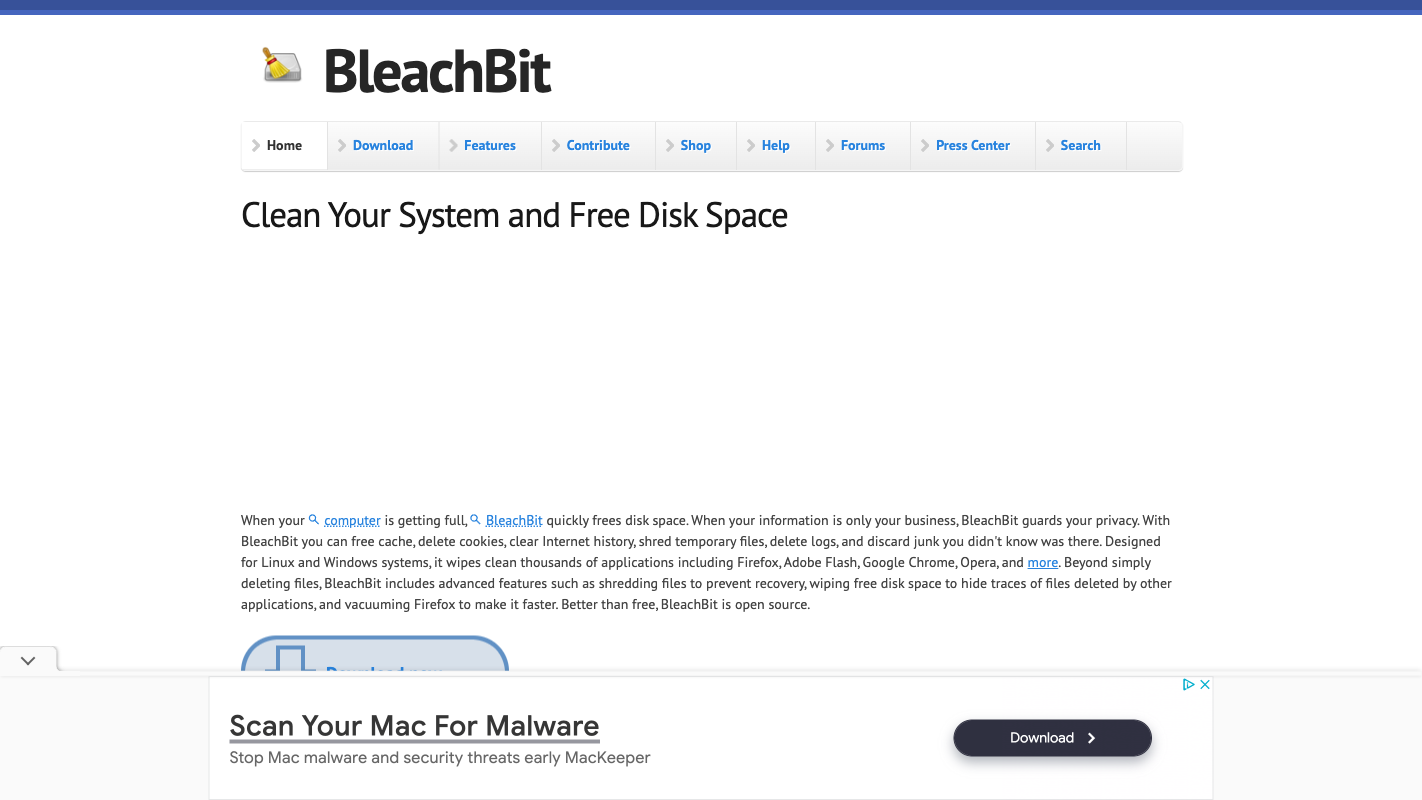 BleachBit
Home
Download
Features
Contribute
Shop
Help
Forums
Press Center
Search
Clean Your System and Free Disk Space
When your computer is getting full, BleachBit quickly frees disk space. When your information is only your business, BleachBit guards your privacy. With
BleachBit you can free cache, delete cookies, clear Internet history, shred temporary files, delete logs, and discard junk you didn't know was there. Designed
for Linux and Windows systems, it wipes clean thousands of applications including Firefox, Adobe Flash, Google Chrome, Opera, and more. Beyond simply
deleting files, BleachBit includes advanced features such as shredding files to prevent recovery, wiping free disk space to hide traces of files deleted by other
applications, and vacuuming Firefox to make it faster. Better than free, BleachBit is open source.
Download now
Scan Your Mac For Malware
Stop Mac malware and security threats early MacKeeper
Download